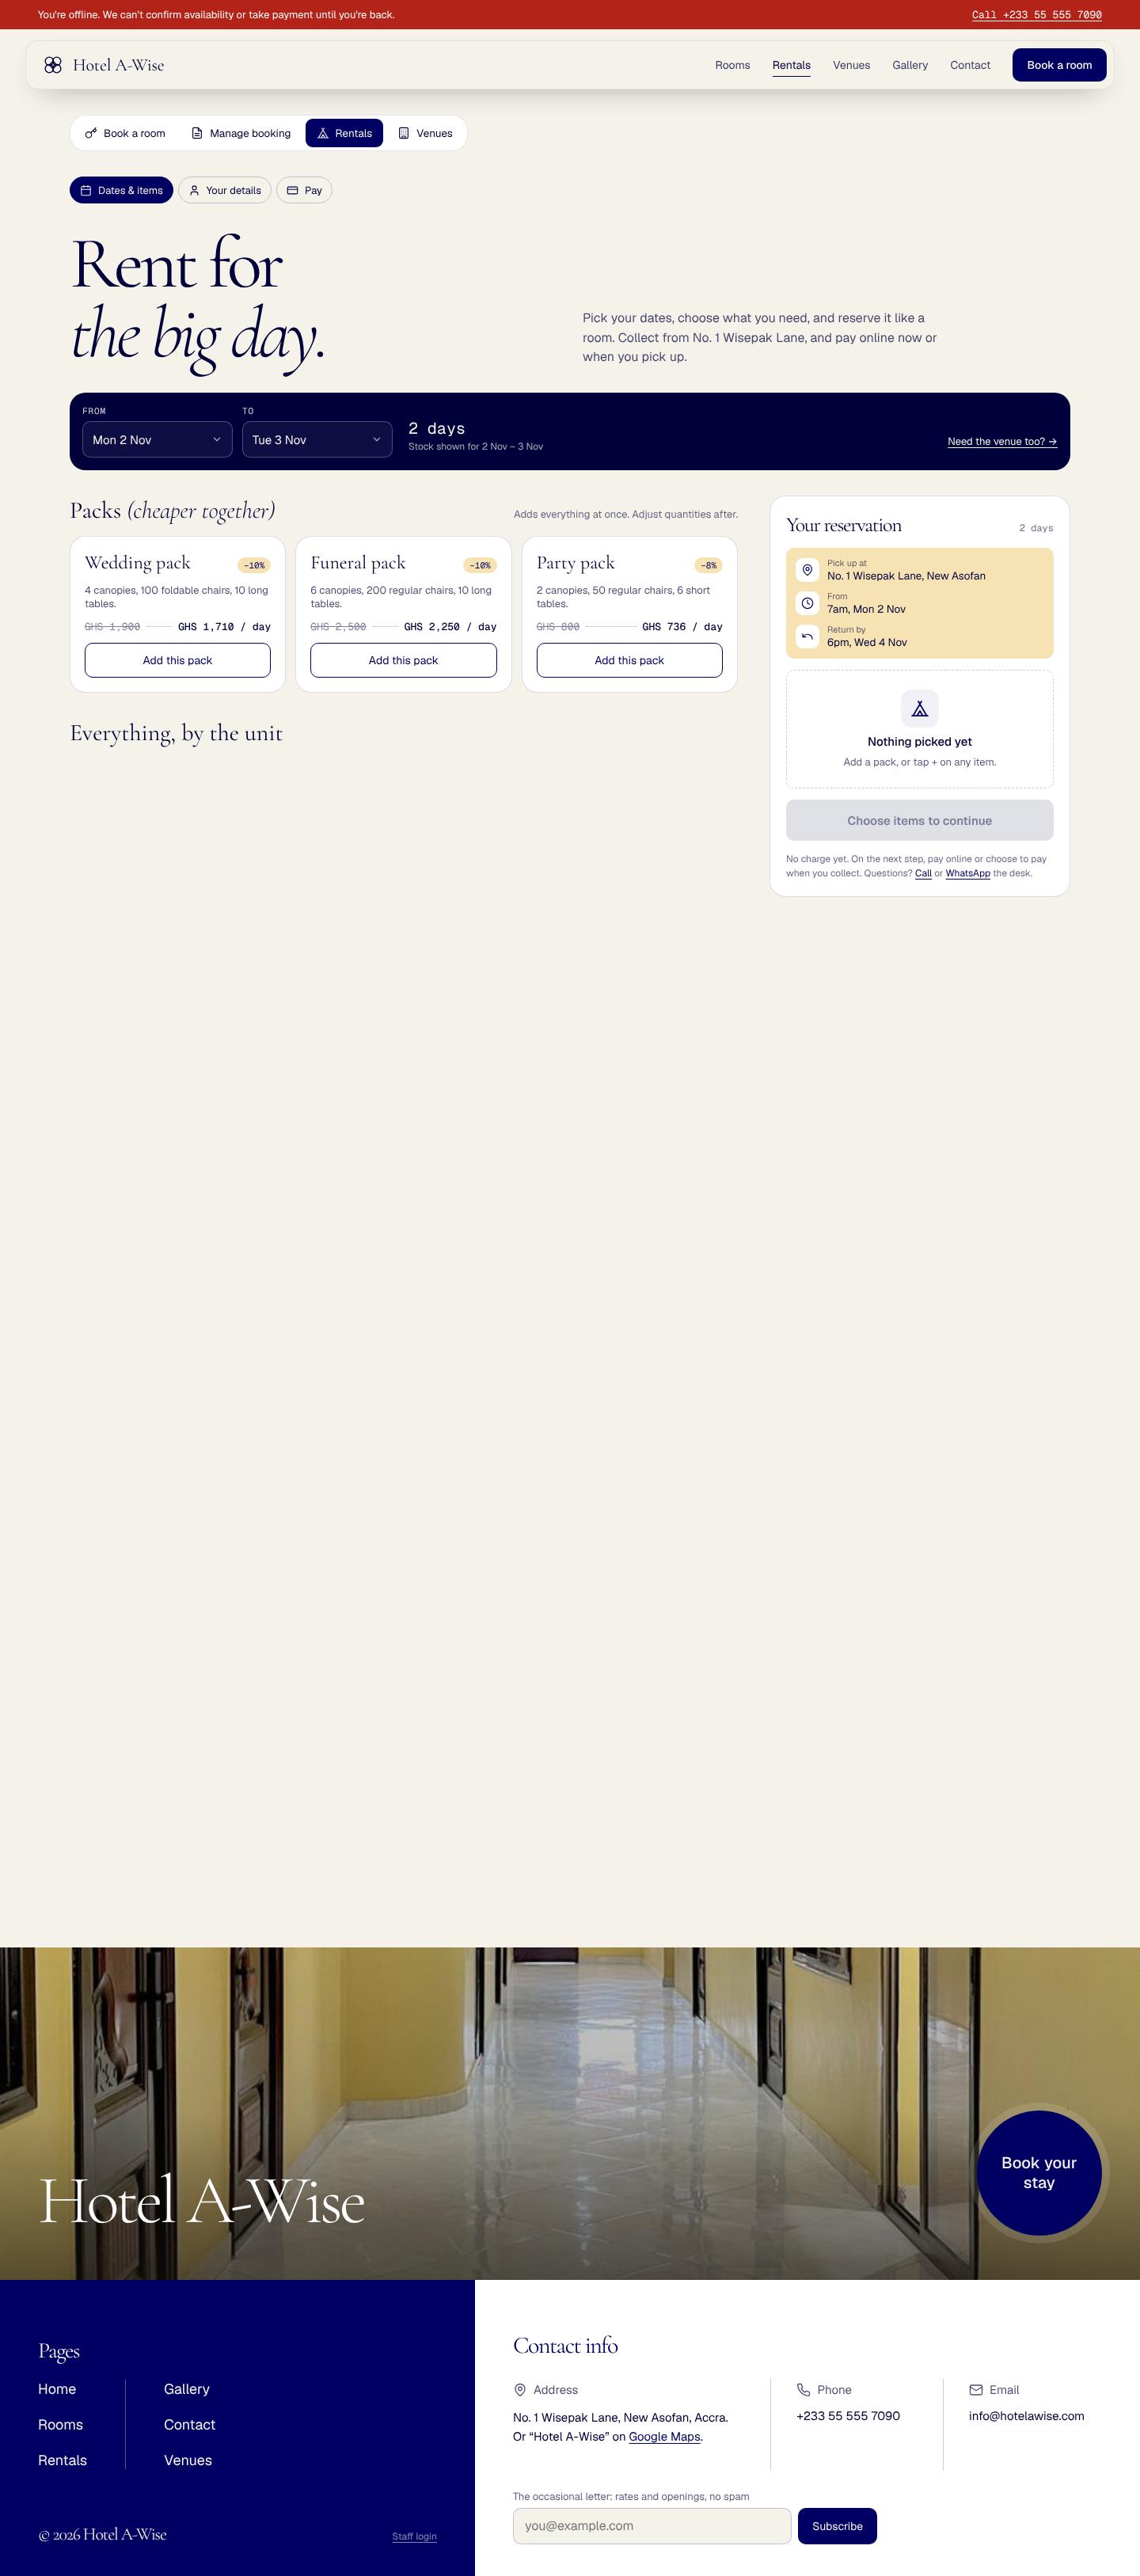 You're offline. We can't confirm availability or take payment until you're back.
Call +233 55 555 7090
Hotel A-Wise
Rooms
Rentals
Venues
Gallery
Contact
Book a room
Book a room
Manage booking
Rentals
Venues
Dates & items
Your details
Pay
Rent for
the big day.
Pick your dates, choose what you need, and reserve it like a
room. Collect from No. 1 Wisepak Lane, and pay online now or
when you pick up.
FROM
Mon 2 Nov
TO
Tue 3 Nov
2 days
Stock shown for 2 Nov – 3 Nov
Need the venue too? →
Packs (cheaper together)
Adds everything at once. Adjust quantities after.
Wedding pack
−10%
4 canopies, 100 foldable chairs, 10 long
tables.
GHS 1,900
GHS 1,710 / day
Add this pack
Funeral pack
−10%
6 canopies, 200 regular chairs, 10 long
tables.
GHS 2,500
GHS 2,250 / day
Add this pack
Party pack
−8%
2 canopies, 50 regular chairs, 6 short
tables.
GHS 800
GHS 736 / day
Add this pack
Everything, by the unit
Your reservation
2 days
Pick up at
No. 1 Wisepak Lane, New Asofan
From
7am, Mon 2 Nov
Return by
6pm, Wed 4 Nov
Nothing picked yet
Add a pack, or tap + on any item.
Choose items to continue
No charge yet. On the next step, pay online or choose to pay
when you collect. Questions? Call or WhatsApp the desk.
Hotel A-Wise
Book your
stay
Pages
Home
Rooms
Rentals
Gallery
Contact
Venues
© 2026 Hotel A-Wise
Staff login
Contact info
Address
No. 1 Wisepak Lane, New Asofan, Accra.
Or “Hotel A-Wise” on Google Maps.
Phone
+233 55 555 7090
Email
info@hotelawise.com
The occasional letter: rates and openings, no spam
you@example.com
Subscribe